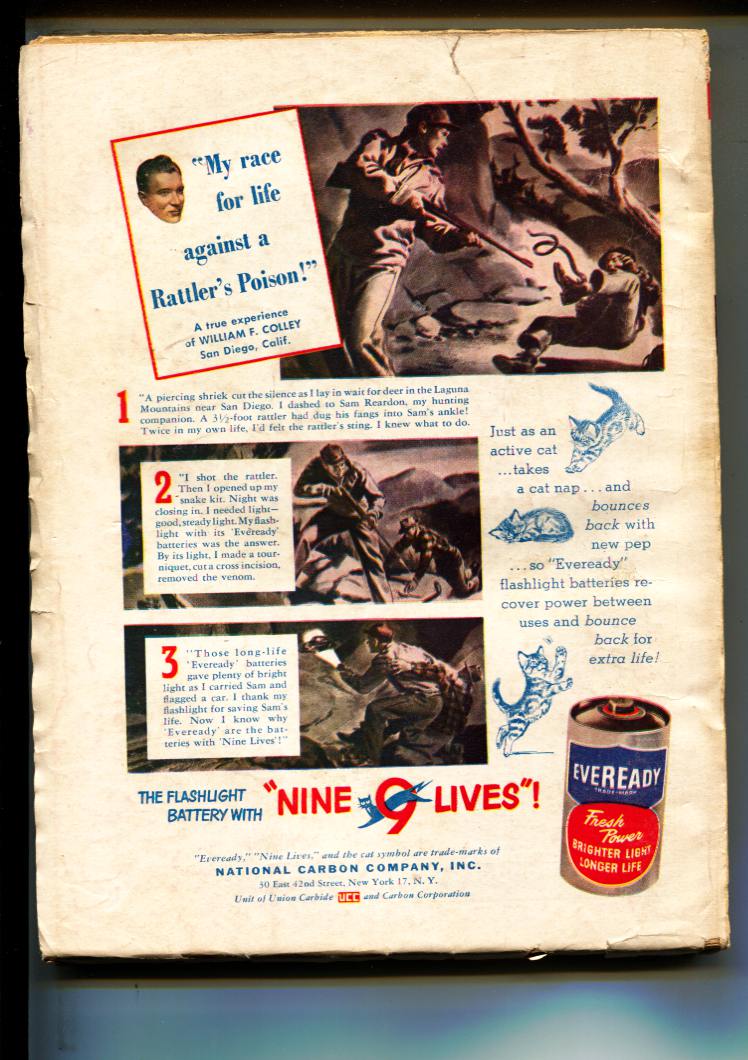 "My race
for life
against a
Rattler's Poison!"
A true experience
of WILLIAM F. COLLEY
San Diego, Calif.
1 "A piercing shriek cut the silence as I lay in wait for deer in the Laguna
Mountains near San Diego. I dashed to Sam Reardon, my hunting
companion. A 3½-foot rattler had dug his fangs into Sam's ankle!
Twice in my own life, I'd felt the rattler's sting. I knew what to do.
2 "I shot the rattler.
Then I opened up my
snake kit. Night was
closing in. I needed light—
good, steady light. My flash-
light with its 'Eveready'
batteries was the answer.
By its light, I made a tour-
niquet, cut a cross incision,
removed the venom.
3 "Those long-life
'Eveready' batteries
gave plenty of bright
light as I carried Sam and
flagged a car. I thank my
flashlight for saving Sam's
life. Now I know why
'Eveready' are the bat-
teries with 'Nine Lives'!"
Just as an
active cat
...takes
a cat nap...and
bounces
back with
new pep
...so "Eveready"
flashlight batteries re-
cover power between
uses and bounce
back for
extra life!
EVEREADY
TRADE-MARK
Fresh
Power
BRIGHTER LIGHT
LONGER LIFE
THE FLASHLIGHT
BATTERY WITH
"NINE 9 LIVES"!
"Eveready," "Nine Lives," and the cat symbol are trade-marks of
NATIONAL CARBON COMPANY, INC.
30 East 42nd Street, New York 17, N. Y.
Unit of Union Carbide UCC and Carbon Corporation